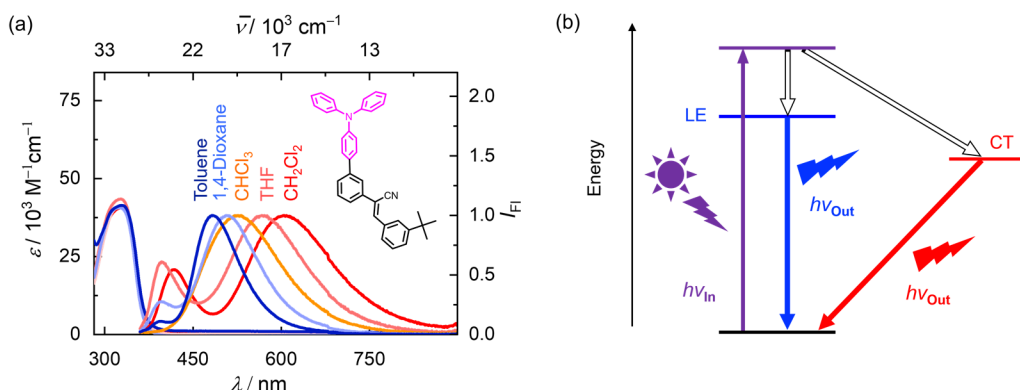 (a)
ν̄/ 10³ cm⁻¹
33 22 17 13
75
50
25
0
ε / 10³ M⁻¹cm⁻¹
2.0
1.5
1.0
0.5
0.0
I_FI
Toluene
1,4-Dioxane
CHCl₃
THF
CH₂Cl₂
N
CN
300 450 600 750
λ / nm
(b)
Energy
LE
CT
hν_In
hν_Out
hν_Out